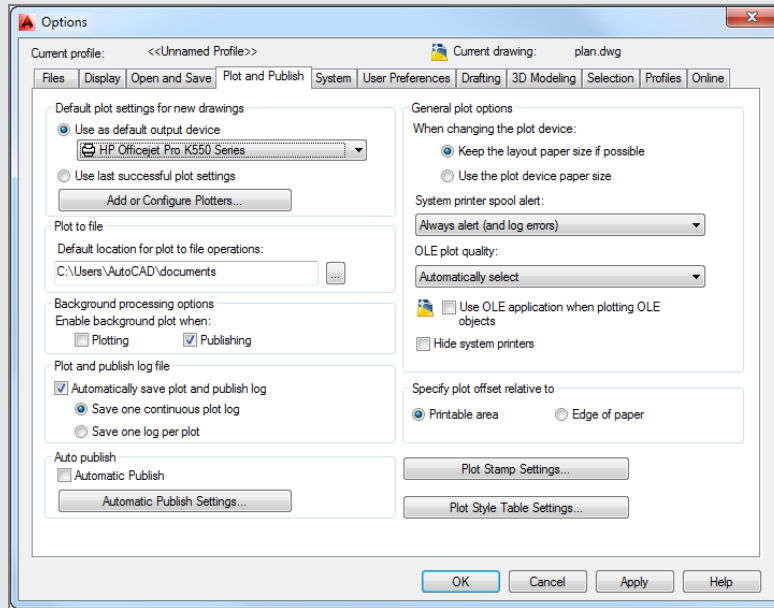 Options
Current profile: <<Unnamed Profile>> Current drawing: plan.dwg
Files Display Open and Save Plot and Publish System User Preferences Drafting 3D Modeling Selection Profiles Online
Default plot settings for new drawings
Use as default output device
HP Officejet Pro K550 Series
Use last successful plot settings
Add or Configure Plotters...
Plot to file
Default location for plot to file operations:
C:\Users\AutoCAD\documents
...
Background processing options
Enable background plot when:
Plotting Publishing
Plot and publish log file
Automatically save plot and publish log
Save one continuous plot log
Save one log per plot
Auto publish
Automatic Publish
Automatic Publish Settings...
General plot options
When changing the plot device:
Keep the layout paper size if possible
Use the plot device paper size
System printer spool alert:
Always alert (and log errors)
OLE plot quality:
Automatically select
Use OLE application when plotting OLE
objects
Hide system printers
Specify plot offset relative to
Printable area Edge of paper
Plot Stamp Settings...
Plot Style Table Settings...
OK Cancel Apply Help